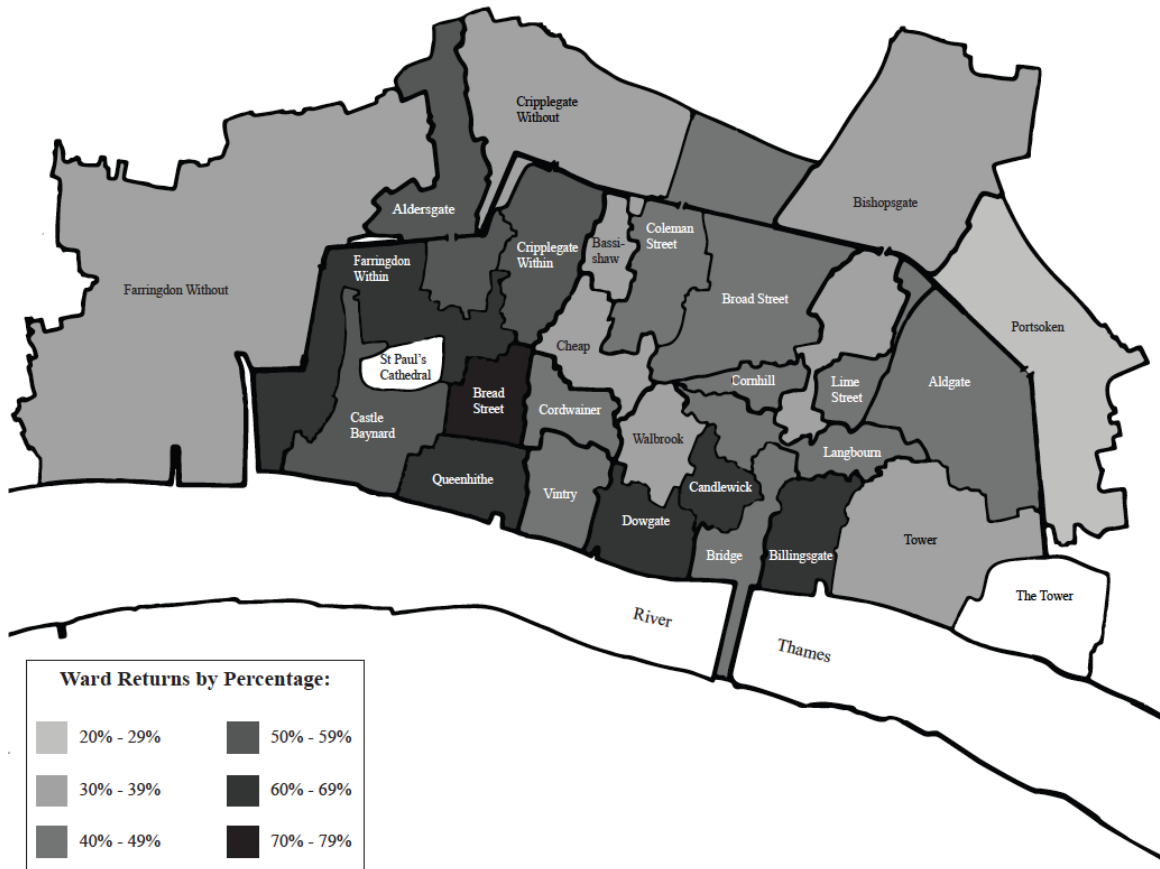 Cripplegate
Without
Bishopsgate
Aldersgate
Cripplegate
Within
Bassi-
shaw
Coleman
Street
Farringdon
Within
Farringdon Without
Broad Street
Portsoken
St Paul's
Cathedral
Cheap
Bread
Street
Cordwainer
Cornhill
Lime
Street
Aldgate
Castle
Baynard
Walbrook
Langbourn
Queenhithe
Vintry
Candlewick
Dowgate
Bridge
Billingsgate
Tower
The Tower
River
Thames
Ward Returns by Percentage:
20% - 29%
30% - 39%
40% - 49%
50% - 59%
60% - 69%
70% - 79%